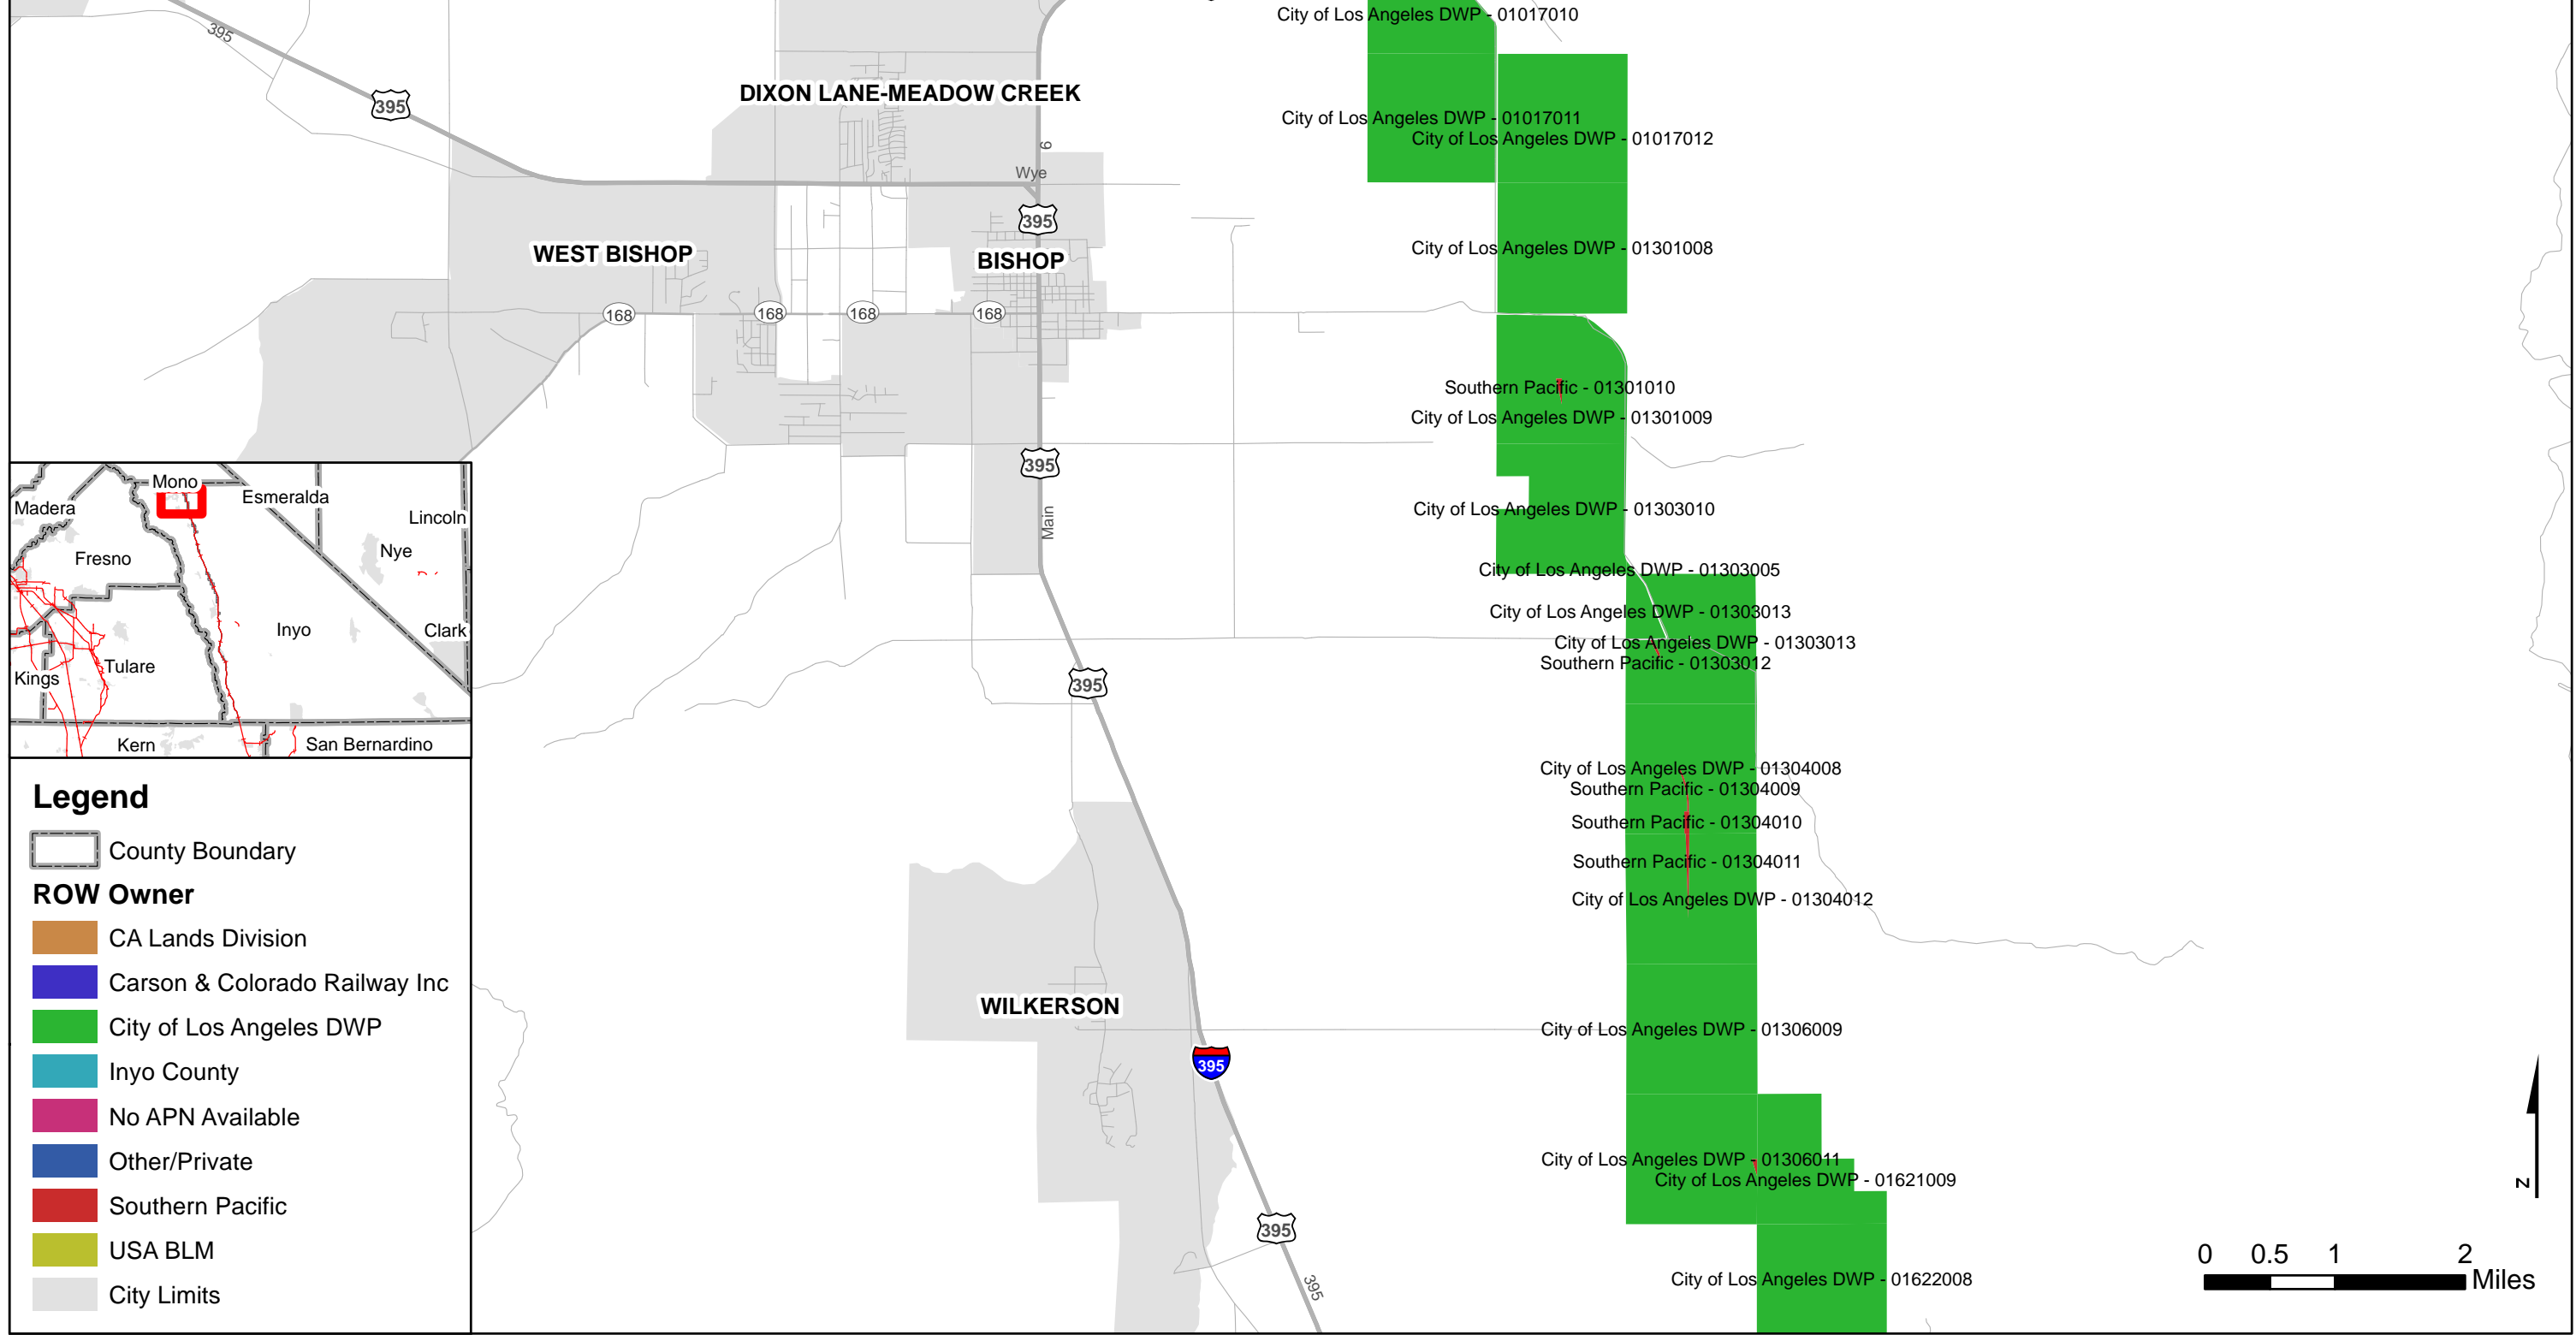 City of Los Angeles DWP - 01017010
395
395
DIXON LANE-MEADOW CREEK
City of Los Angeles DWP - 01017011
City of Los Angeles DWP - 01017012
6
Wye
395
WEST BISHOP
BISHOP
City of Los Angeles DWP - 01301008
168
168
168
168
Southern Pacific - 01301010
City of Los Angeles DWP - 01301009
395
Main
City of Los Angeles DWP - 01303010
City of Los Angeles DWP - 01303005
City of Los Angeles DWP - 01303013
City of Los Angeles DWP - 01303013
Southern Pacific - 01303012
395
City of Los Angeles DWP - 01304008
Southern Pacific - 01304009
Southern Pacific - 01304010
Southern Pacific - 01304011
City of Los Angeles DWP - 01304012
WILKERSON
City of Los Angeles DWP - 01306009
395
City of Los Angeles DWP - 01306011
City of Los Angeles DWP - 01621009
395
395
City of Los Angeles DWP - 01622008
Mono
Madera
Esmeralda
Lincoln
Nye
Fresno
Inyo
Clark
Tulare
Kings
Kern
San Bernardino
Legend
County Boundary
ROW Owner
CA Lands Division
Carson & Colorado Railway Inc
City of Los Angeles DWP
Inyo County
No APN Available
Other/Private
Southern Pacific
USA BLM
City Limits
N
0 0.5 1 2
Miles